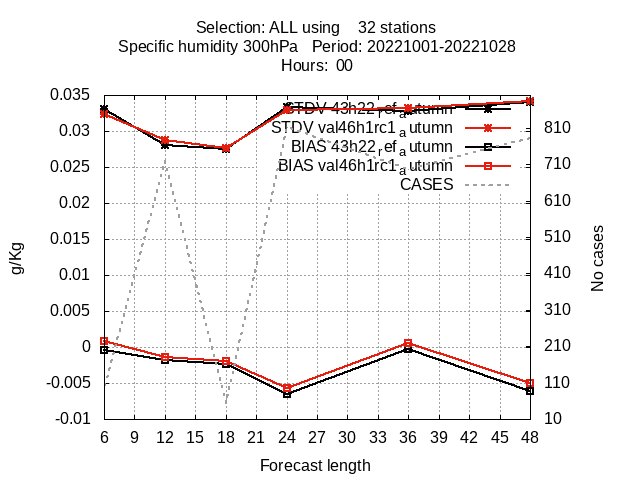 Selection: ALL using 32 stations
Specific humidity 300hPa Period: 20221001-20221028
Hours: 00
0.035
0.03
0.025
0.02
0.015
0.01
0.005
0
-0.005
-0.01
g/Kg
STDV 43h22_ref_autumn
STDV val46h1rc1_autumn
BIAS 43h22_ref_autumn
BIAS val46h1rc1_autumn
CASES
810
710
610
510
410
310
210
110
10
No cases
6 9 12 15 18 21 24 27 30 33 36 39 42 45 48
Forecast length